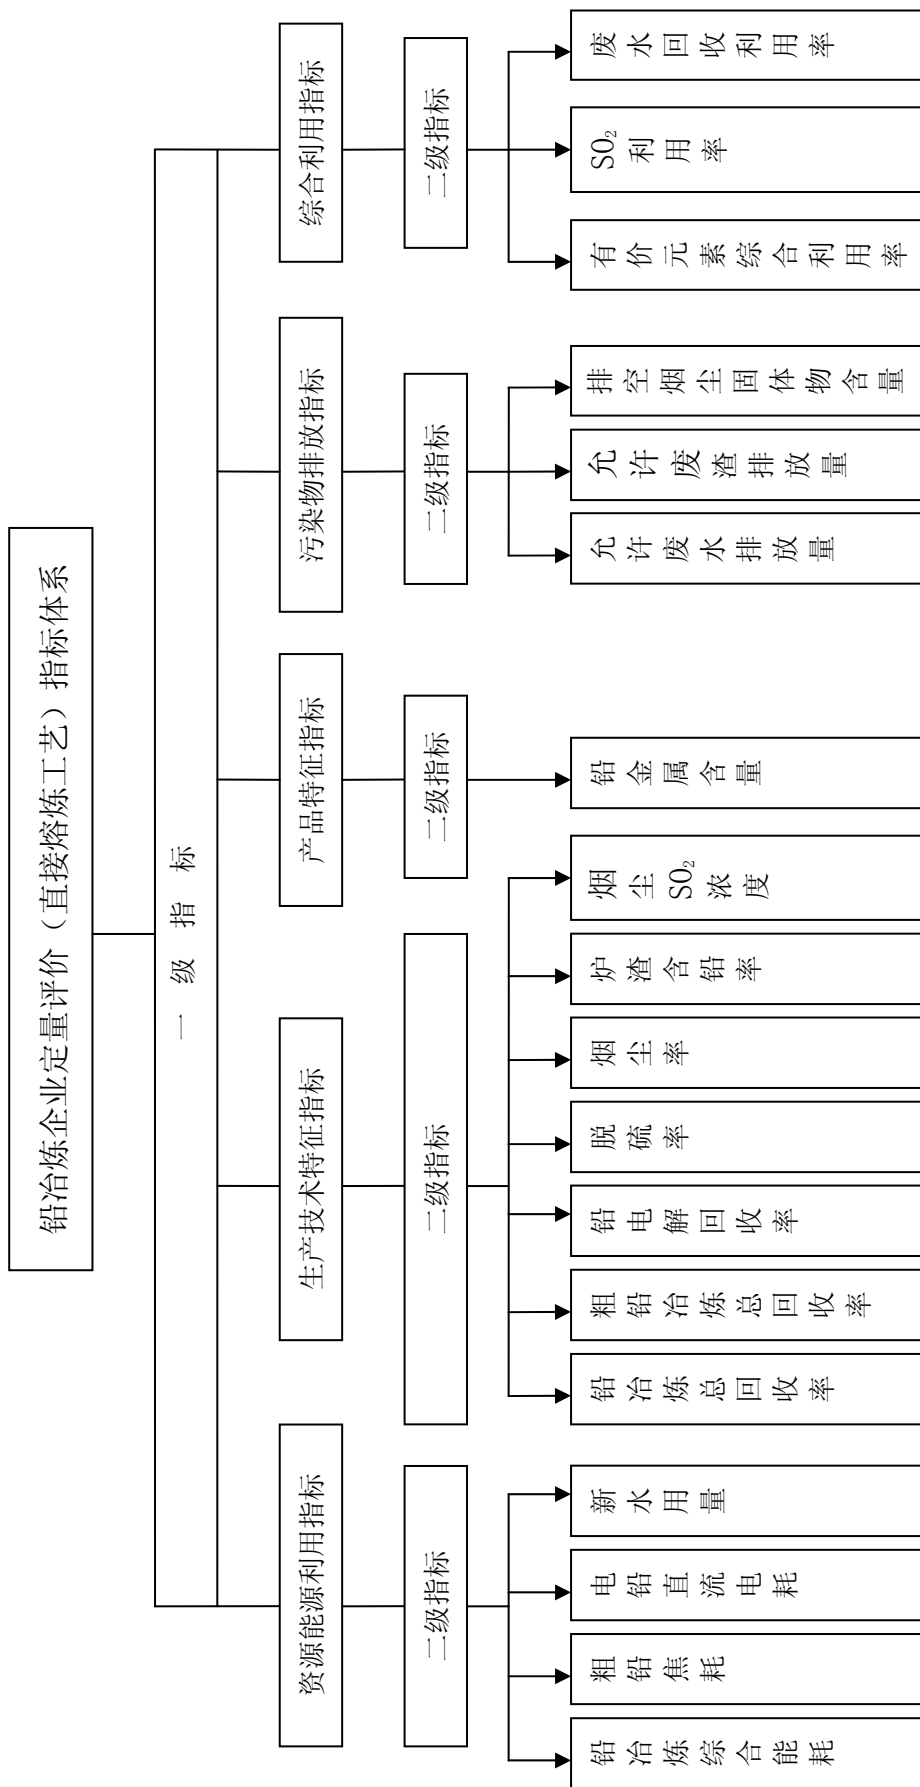 铅冶炼企业定量评价（直接熔炼工艺）指标体系
一级指标
资源能源利用指标
生产技术特征指标
产品特征指标
污染物排放指标
综合利用指标
二级指标
二级指标
二级指标
二级指标
二级指标
铅冶炼综合能耗
粗铅焦耗
电铅直流电耗
新水用量
铅冶炼总回收率
粗铅冶炼总回收率
铅电解回收率
脱硫率
烟尘率
炉渣含铅率
烟尘SO₂浓度
铅金属含量
允许废水排放量
允许废渣排放量
排空烟尘固体物含量
有价元素综合利用率
SO₂利用率
废水回收利用率